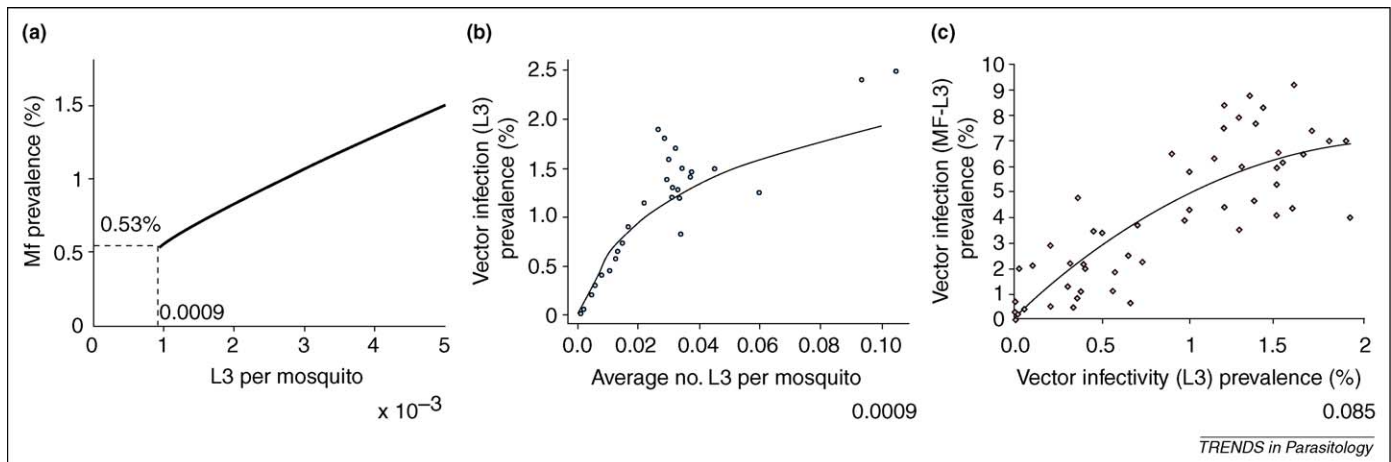 (a)
Mf prevalence (%)
1.5
1
0.5
0
0.53%
0.0009
0 1 2 3 4 5
L3 per mosquito
x 10⁻³
(b)
Vector infection (L3)
prevalence (%)
2.5
2.0
1.5
1.0
0.5
0
0.0 0.02 0.04 0.06 0.08 0.10
Average no. L3 per mosquito
0.0009
(c)
Vector infection (MF-L3)
prevalence (%)
10
9
8
7
6
5
4
3
2
1
0
0.0 0.5 1.0 1.5 2
Vector infectivity (L3) prevalence (%)
0.085
TRENDS in Parasitology